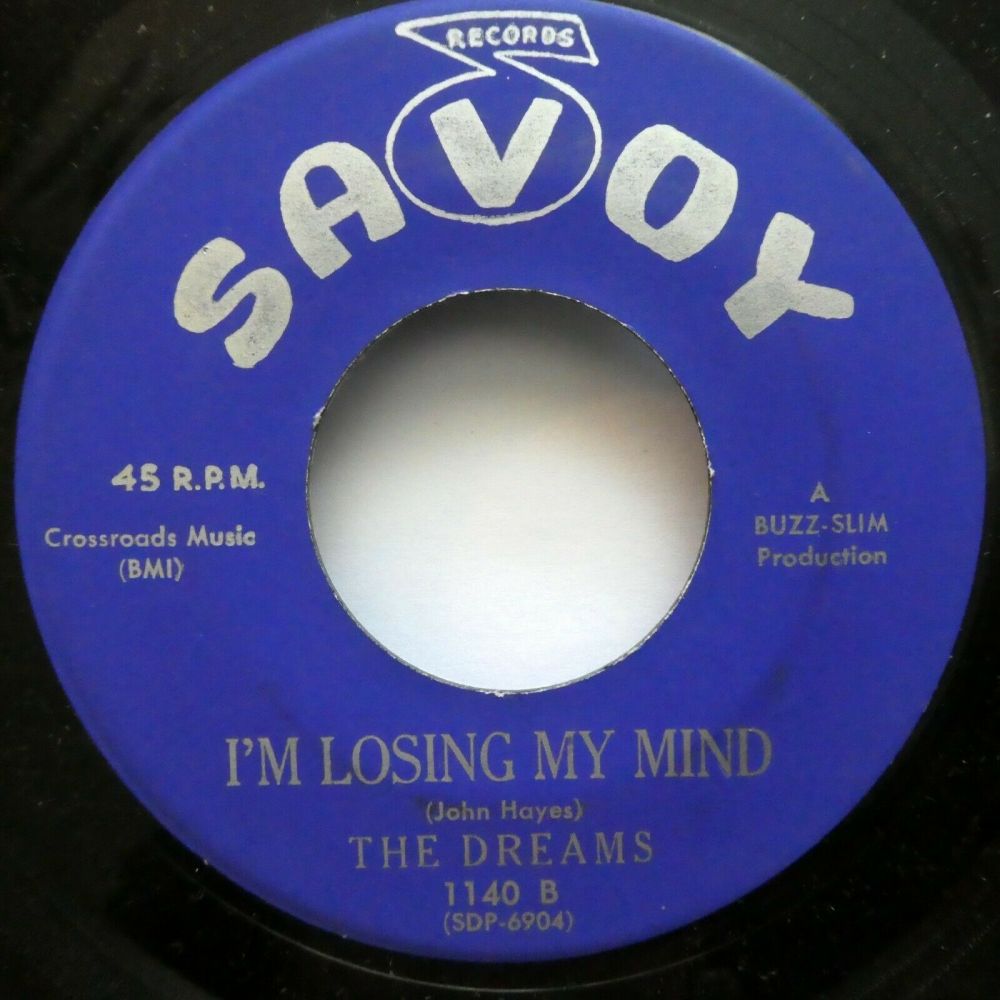 RECORDS
SAVOY
45 R.P.M.
Crossroads Music
(BMI)
A
BUZZ-SLIM
Production
I'M LOSING MY MIND
(John Hayes)
THE DREAMS
1140 B
(SDP-6904)